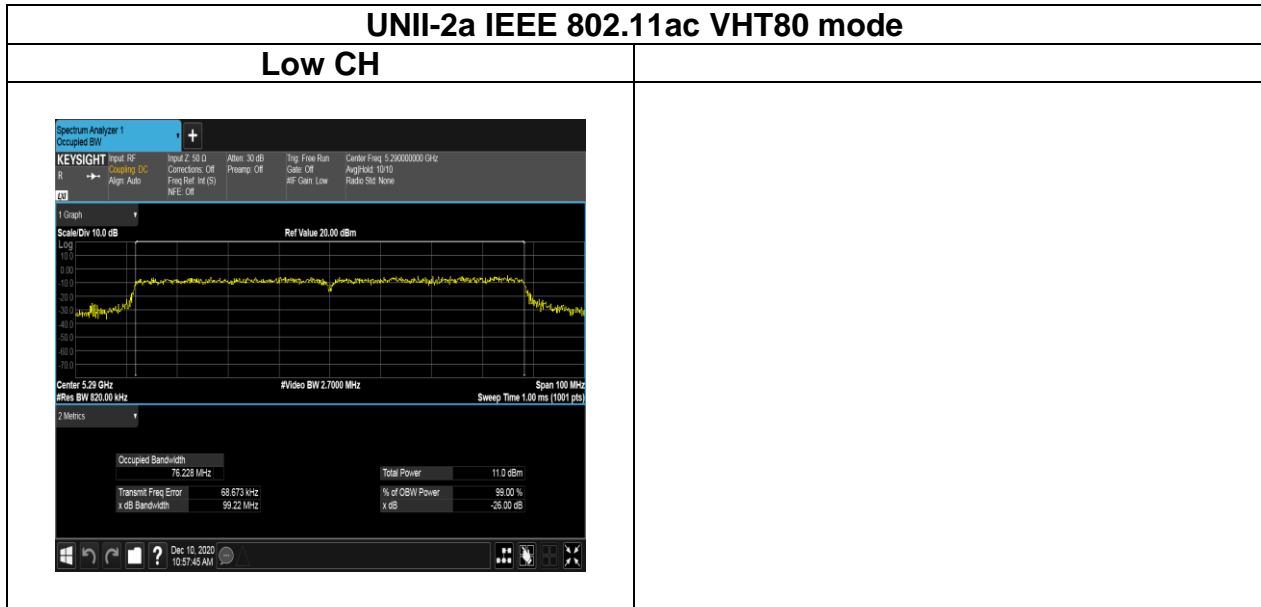 UNII-2a IEEE 802.11ac VHT80 mode
Low CH
Spectrum Analyzer 1
Occupied BW
+
KEYSIGHT Input: RF Input Z: 50 Ω Atten: 30 dB Trig: Free Run Center Freq: 5.290000000 GHz
R Coupling: DC Corrections: Off Preamp: Off Gate: Off Avg|Hold: 10/10
Align: Auto Freq Ref: Int (S) #IF Gain: Low Radio Std: None
LXI NFE: Off
1 Graph
Scale/Div 10.0 dB Ref Value 20.00 dBm
Log
10.0
0.00
-10.0
-20.0
-30.0
-40.0
-50.0
-60.0
-70.0
Center 5.29 GHz #Video BW 2.7000 MHz Span 100 MHz
#Res BW 820.00 kHz Sweep Time 1.00 ms (1001 pts)
2 Metrics
Occupied Bandwidth
76.228 MHz Total Power 11.0 dBm
Transmit Freq Error 68.673 kHz % of OBW Power 99.00 %
x dB Bandwidth 99.22 MHz x dB -26.00 dB
? Dec 10, 2020
10:57:45 AM